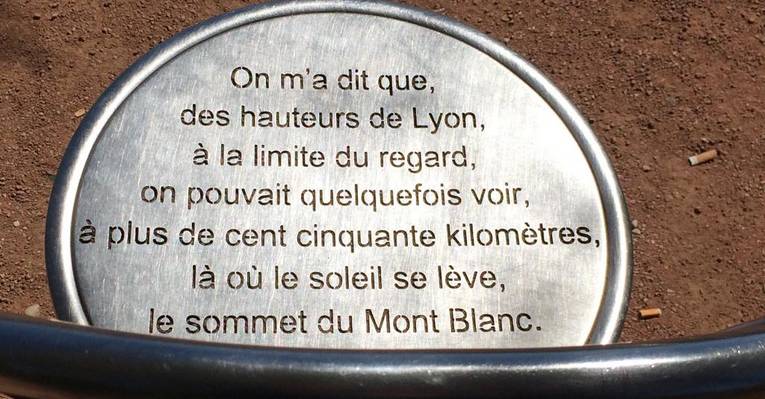 On m'a dit que,
des hauteurs de Lyon,
à la limite du regard,
on pouvait quelquefois voir,
à plus de cent cinquante kilomètres,
là où le soleil se lève,
le sommet du Mont Blanc.